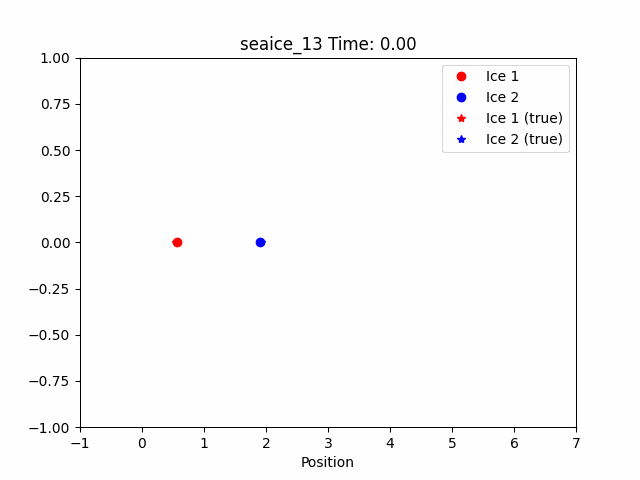 seaice_13 Time: 0.00
1.00
0.75
0.50
0.25
0.00
−0.25
−0.50
−0.75
−1.00
Ice 1
Ice 2
Ice 1 (true)
Ice 2 (true)
−1 0 1 2 3 4 5 6 7
Position